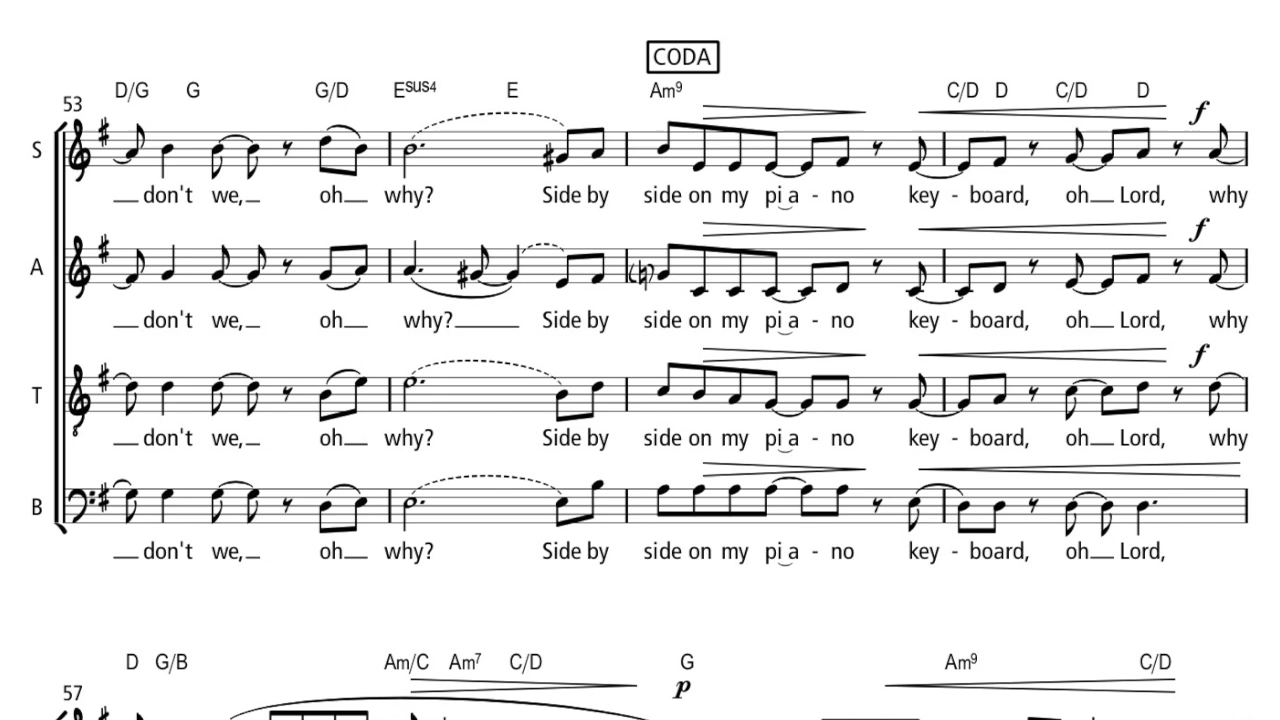 CODA
D/G G G/D Esus4 E Am9 C/D D C/D D
53
f
S
don't we, oh why? Side by side on my pi a - no key - board, oh Lord, why
f
A
don't we, oh why? Side by side on my pi a - no key - board, oh Lord, why
f
T
don't we, oh why? Side by side on my pi a - no key - board, oh Lord, why
B
don't we, oh why? Side by side on my pi a - no key - board, oh Lord,
D G/B Am/C Am7 C/D G Am9 C/D
57
p